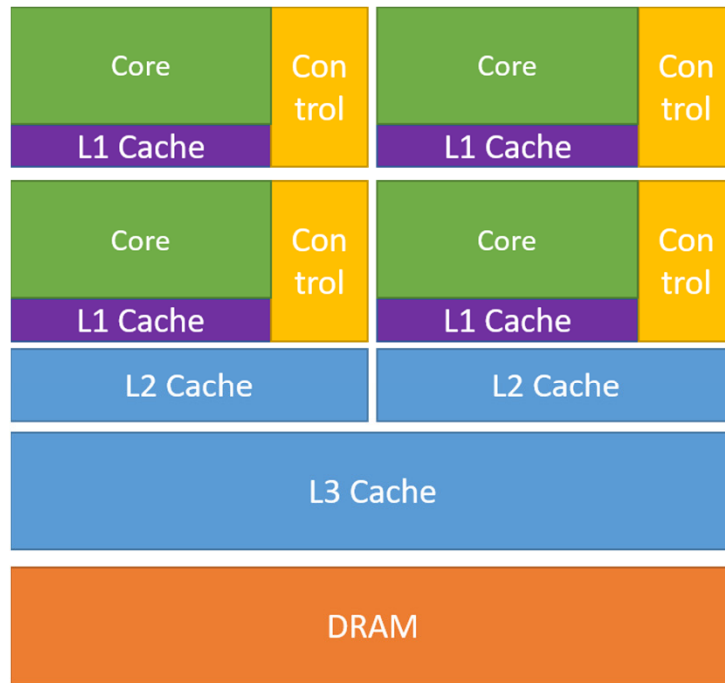 Core
Con
trol
L1 Cache
Core
Con
trol
L1 Cache
Core
Con
trol
L1 Cache
Core
Con
trol
L1 Cache
L2 Cache
L2 Cache
L3 Cache
DRAM